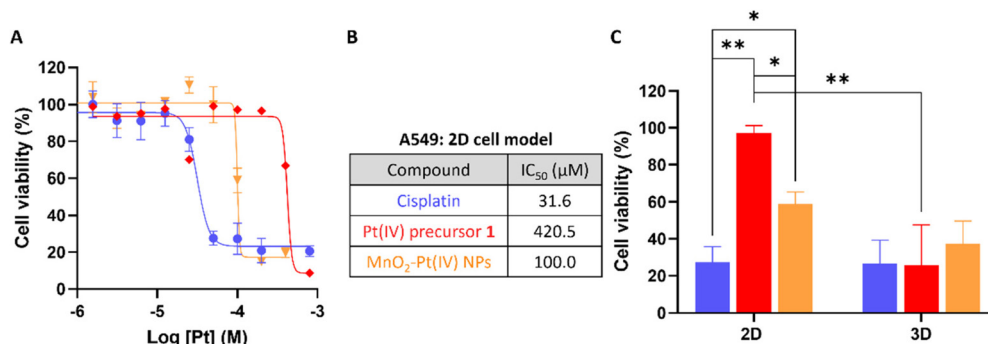 A
Cell viability (%)
120
100
80
60
40
20
0
-6
-5
-4
-3
Log [Pt] (M)
B
A549: 2D cell model
Compound IC₅₀ (μM)
Cisplatin 31.6
Pt(IV) precursor 1 420.5
MnO₂-Pt(IV) NPs 100.0
C
*
** *
**
Cell viability (%)
120
100
80
60
40
20
0
2D
3D